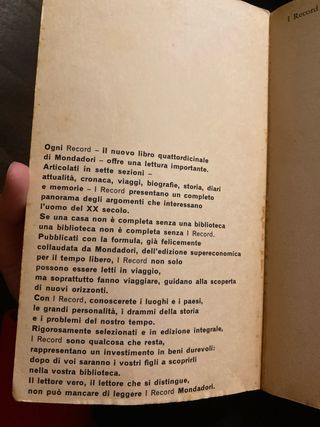 I Record
Ogni Record – il nuovo libro quattordicinale
di Mondadori – offre una lettura importante.
Articolati in sette sezioni –
attualità, cronaca, viaggi, biografie, storia, diari
e memorie – I Record presentano un completo
panorama degli argomenti che interessano
l'uomo del XX secolo.
Se una casa non è completa senza una biblioteca
una biblioteca non è completa senza I Record.
Pubblicati con la formula, già felicemente
collaudata da Mondadori, dell'edizione supereconomica
per il tempo libero, I Record non solo
possono essere letti in viaggio,
ma soprattutto fanno viaggiare, guidano alla scoperta
di nuovi orizzonti.
Con I Record, conoscerete i luoghi e i paesi,
le grandi personalità, i drammi della storia
e i problemi del nostro tempo.
Rigorosamente selezionati e in edizione integrale,
I Record sono qualcosa che resta,
rappresentano un investimento in beni durevoli:
dopo di voi saranno i vostri figli a scoprirli
nella vostra biblioteca.
Il lettore vero, il lettore che si distingue,
non può mancare di leggere I Record Mondadori.